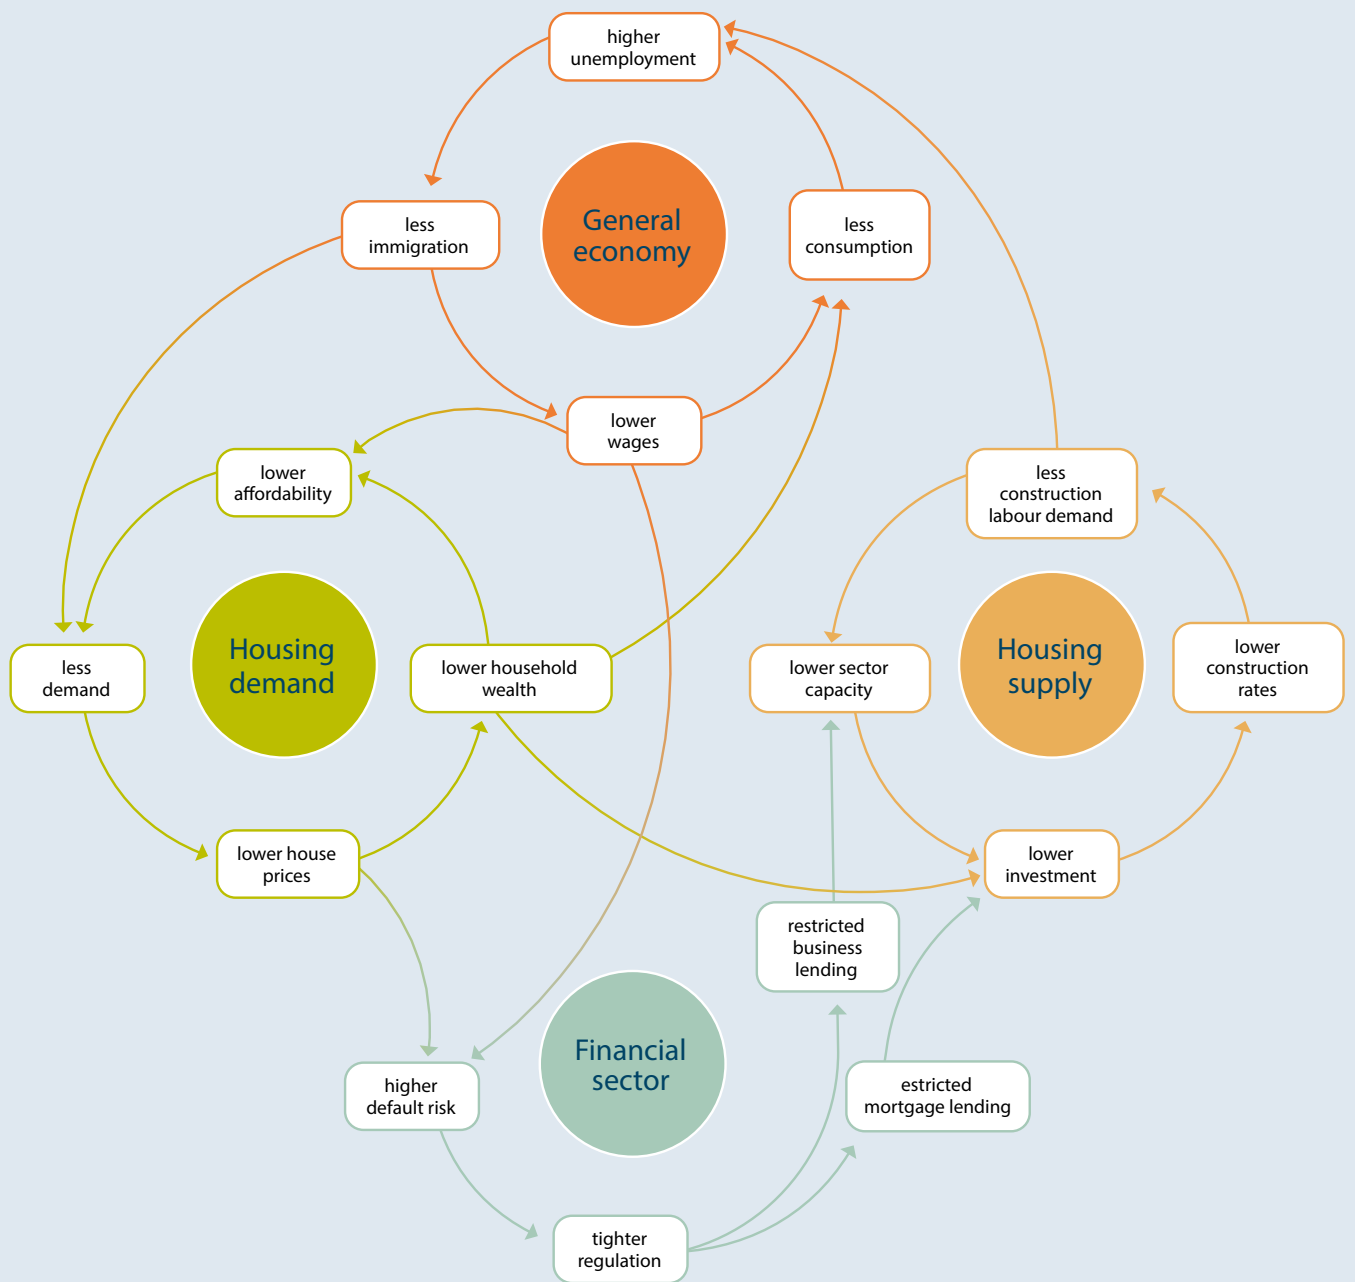 higher
unemployment
less
immigration
General
economy
less
consumption
lower
wages
lower
affordability
less
construction
labour demand
Housing
demand
less
demand
lower household
wealth
lower sector
capacity
Housing
supply
lower
construction
rates
lower house
prices
lower
investment
restricted
business
lending
Financial
sector
higher
default risk
estricted
mortgage lending
tighter
regulation